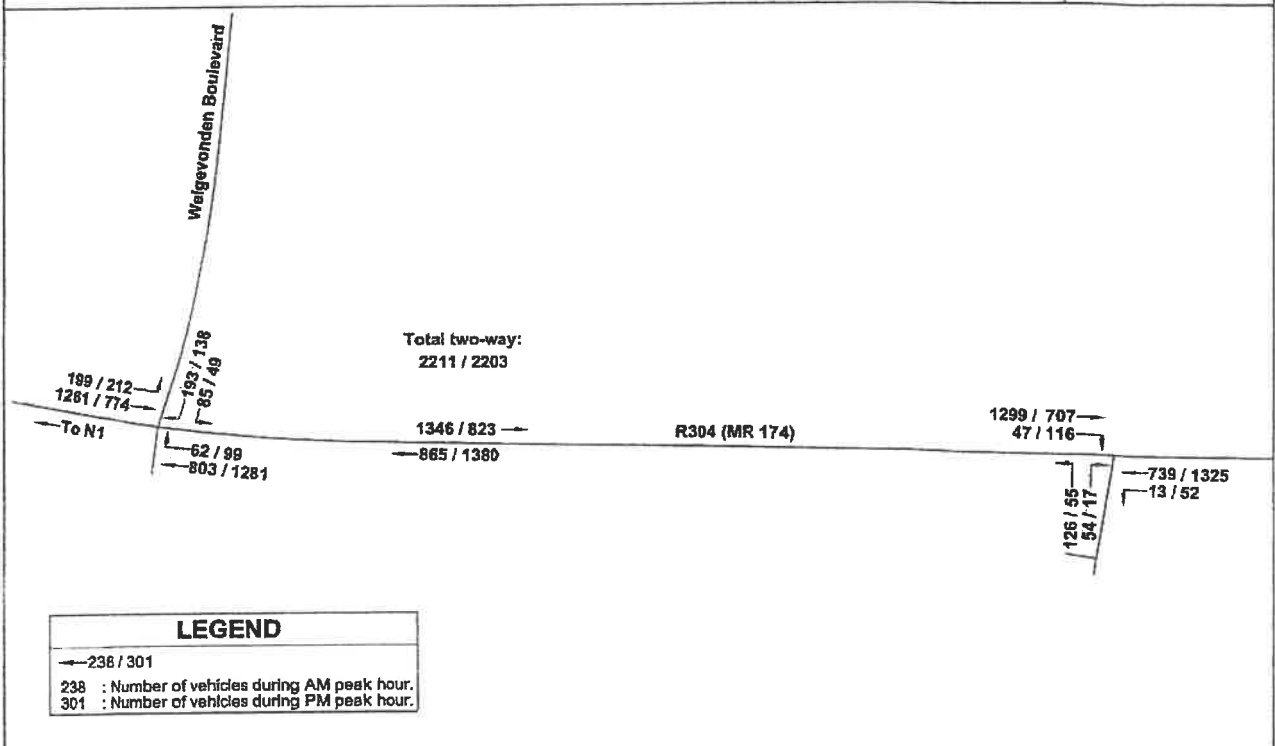 Welgevonden Boulevard
Total two-way:
2211 / 2203
199 / 212
1261 / 774
To N1
193 / 138
85 / 49
62 / 99
803 / 1281
1346 / 823
865 / 1380
R304 (MR 174)
1299 / 707
47 / 116
739 / 1325
13 / 52
126 / 55
54 / 17
LEGEND
238 / 301
238 : Number of vehicles during AM peak hour.
301 : Number of vehicles during PM peak hour.